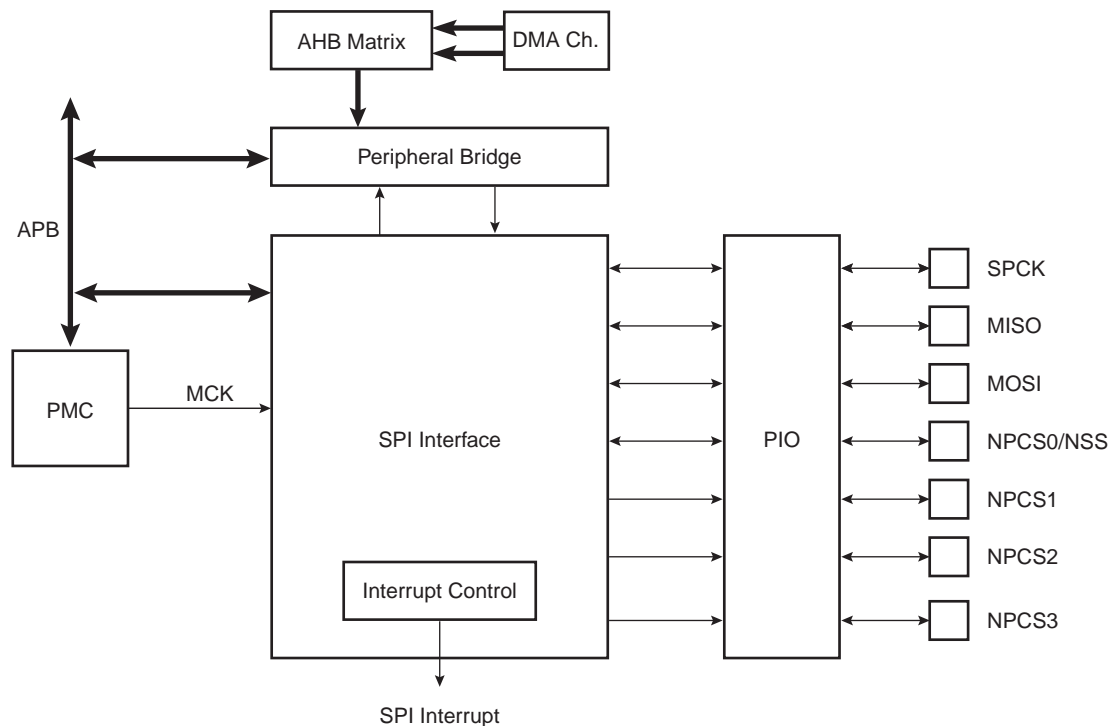 AHB Matrix
DMA Ch.
Peripheral Bridge
APB
SPCK
MISO
PMC
MCK
MOSI
SPI Interface
PIO
NPCS0/NSS
NPCS1
NPCS2
Interrupt Control
NPCS3
SPI Interrupt